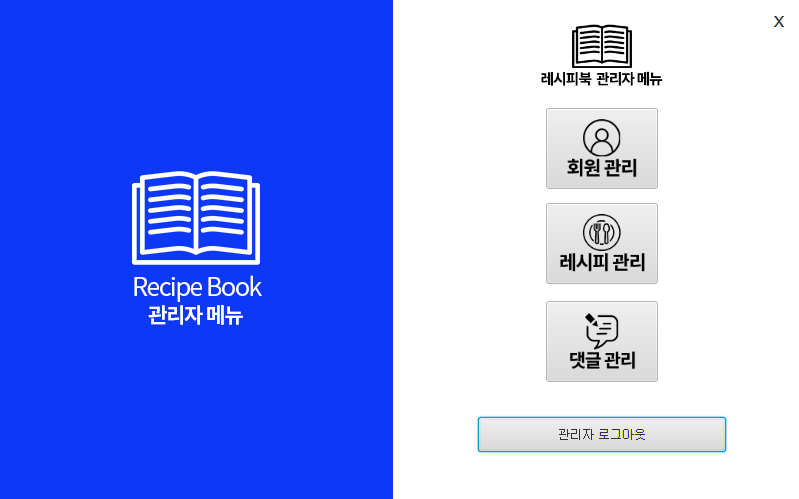 Recipe Book
관리자 메뉴
X
레시피북 관리자 메뉴
회원 관리
레시피 관리
댓글 관리
관리자 로그아웃